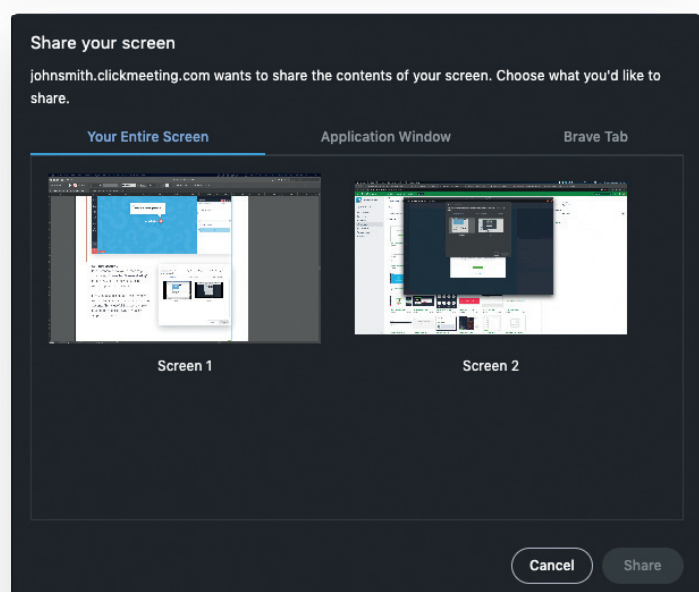 Share your screen
johnsmith.clickmeeting.com wants to share the contents of your screen. Choose what you'd like to
share.
Your Entire Screen
Application Window
Brave Tab
Screen 1
Screen 2
Cancel
Share